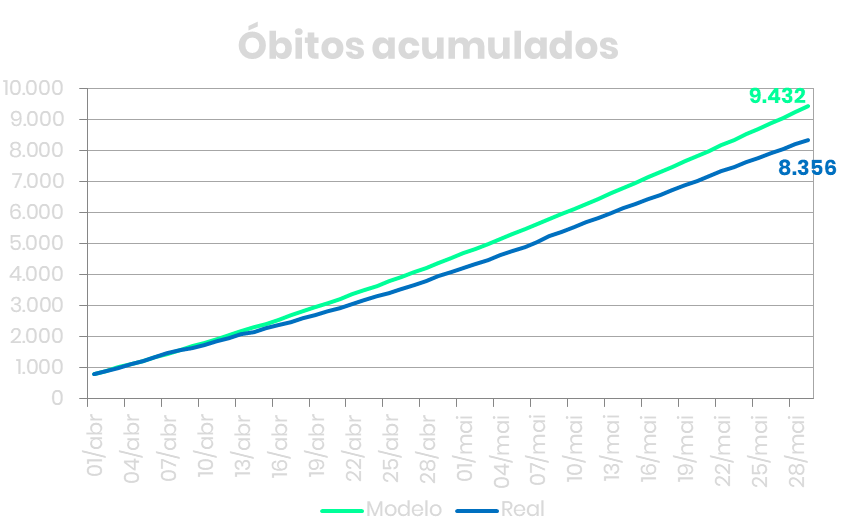 Óbitos acumulados
10.000
9.000
8.000
7.000
6.000
5.000
4.000
3.000
2.000
1.000
0
9.432
8.356
01/abr
04/abr
07/abr
10/abr
13/abr
16/abr
19/abr
22/abr
25/abr
28/abr
01/mai
04/mai
07/mai
10/mai
13/mai
16/mai
19/mai
22/mai
25/mai
28/mai
Modelo Real